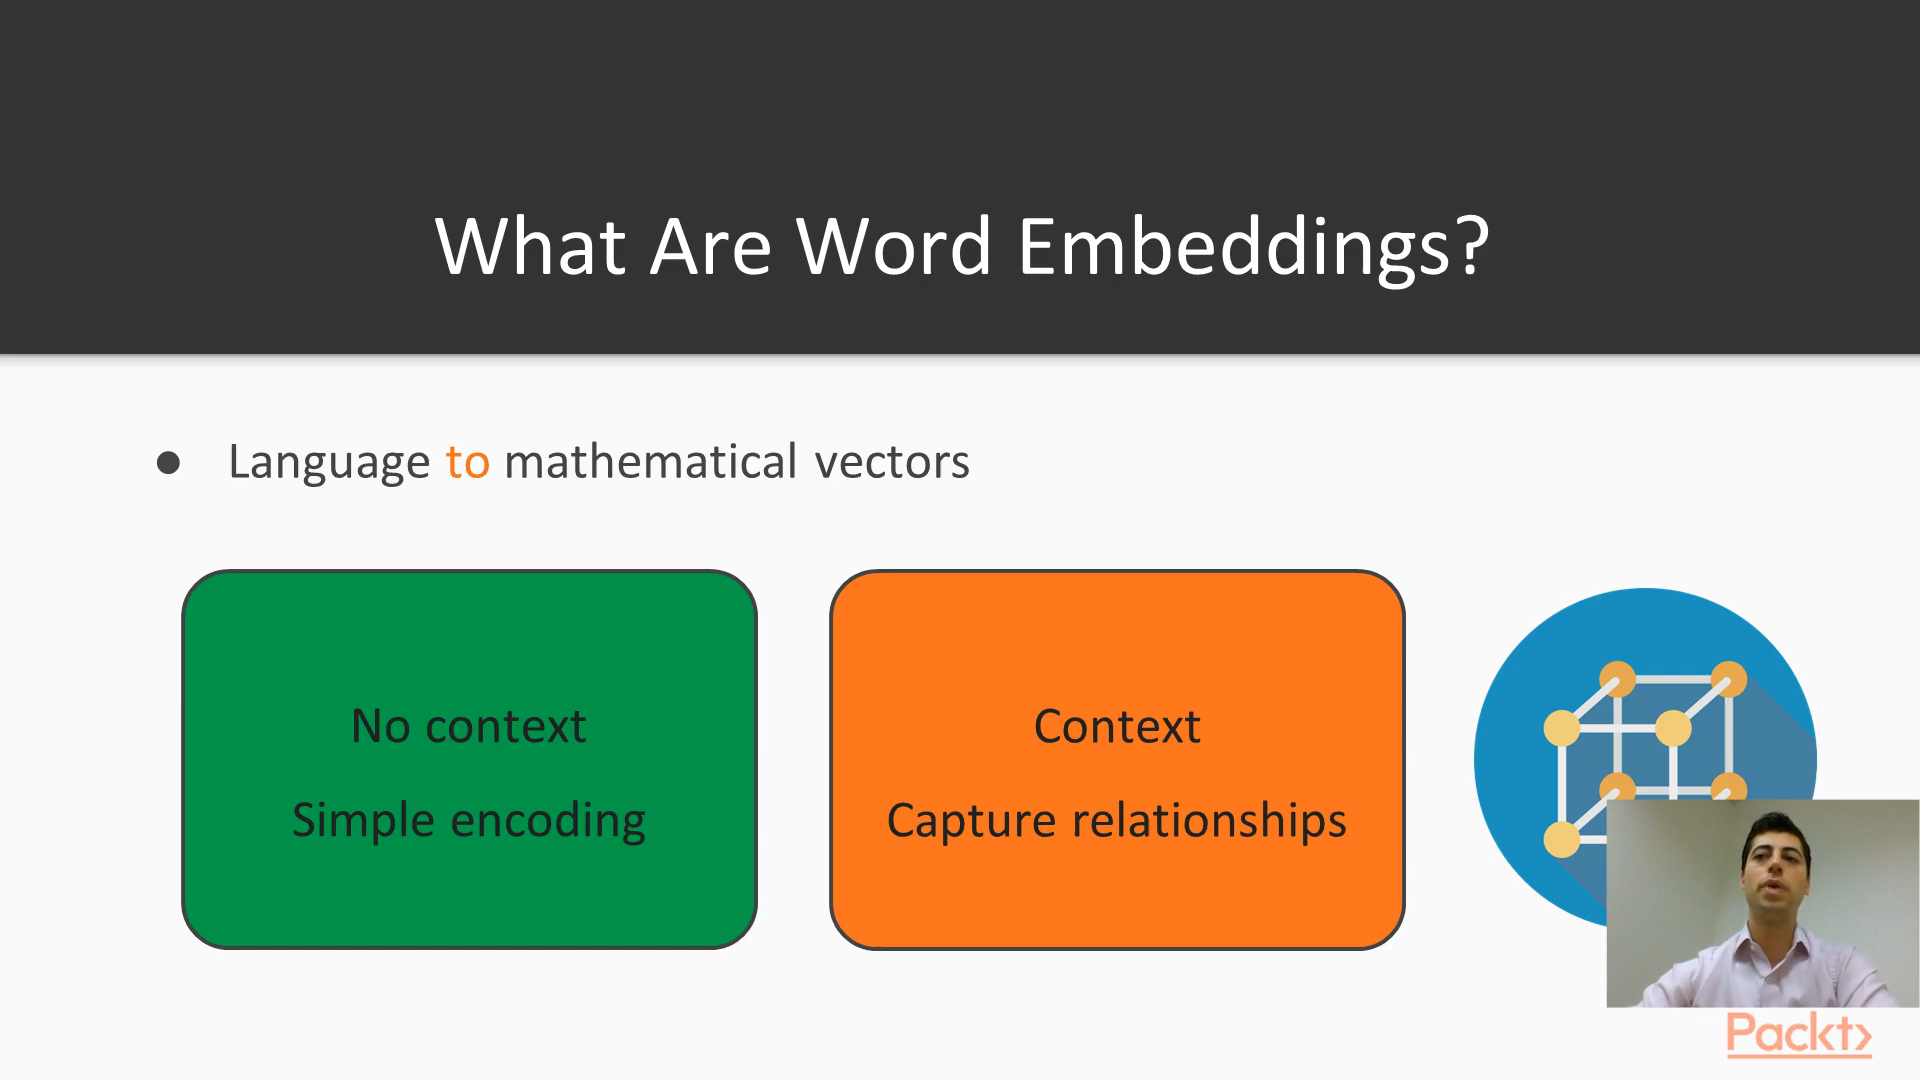 What Are Word Embeddings?
● Language to mathematical vectors
No context
Simple encoding
Context
Capture relationships
Packt>